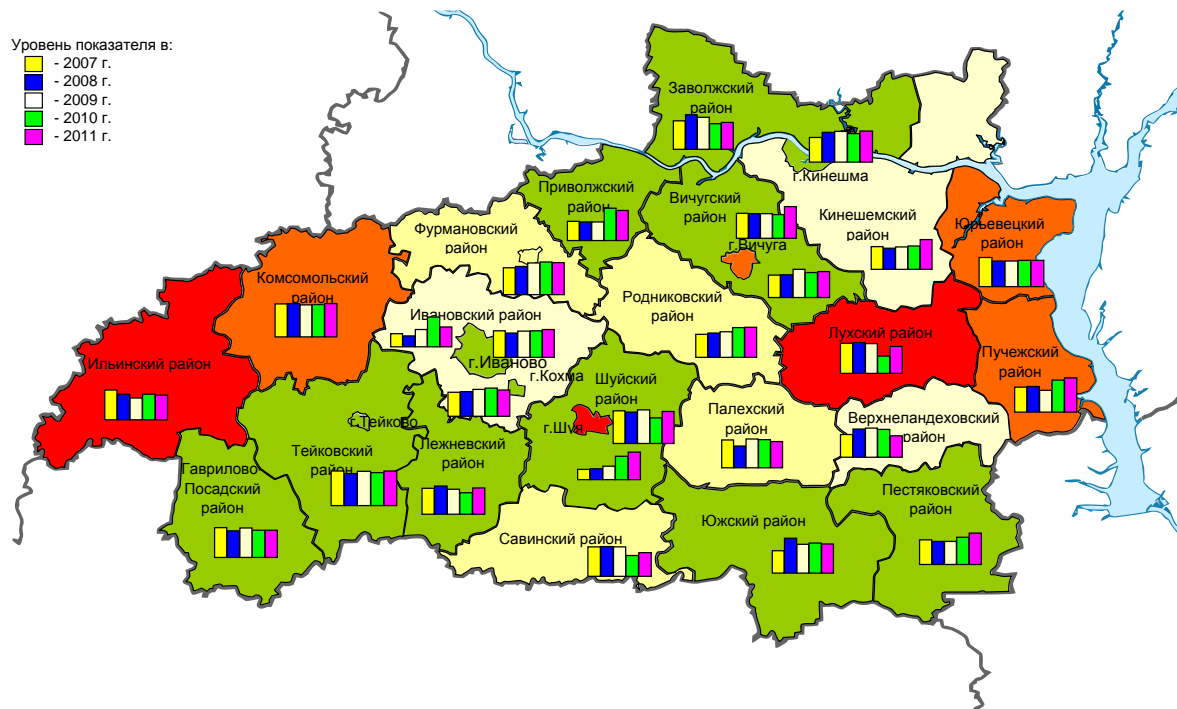 Уровень показателя в:
- 2007 г.
- 2008 г.
- 2009 г.
- 2010 г.
- 2011 г.
Заволжский
район
г.Кинешма
Приволжский
район
Вичугский
район
Кинешемский
район
Юрьевецкий
район
Фурмановский
район
г.Вичуга
Комсомольский
район
Родниковский
район
Ивановский район
Лухский район
Пучежский
район
Ильинский район
г.Иваново
г.Кохма
Шуйский
район
Палехский
район
Верхнеландеховский
район
г.Тейково
г.Шуя
Лежневский
район
Тейковский
район
Гаврилово
Посадский
район
Пестяковский
район
Южский район
Савинский район